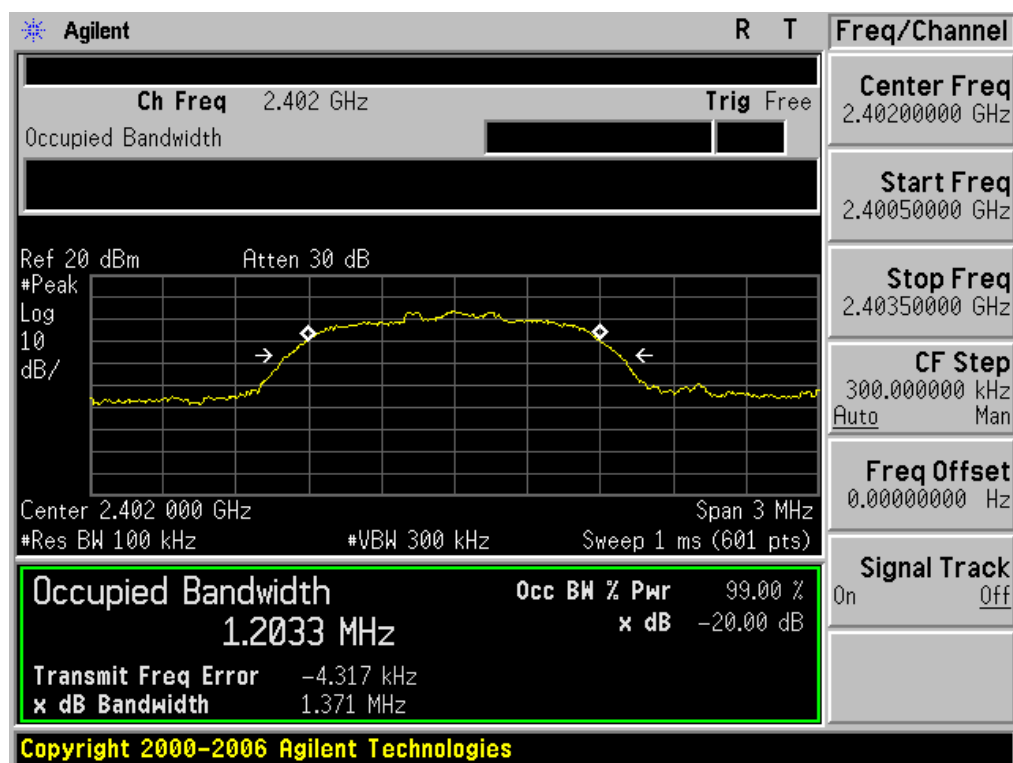 Agilent R T
Freq/Channel
Ch Freq 2.402 GHz Trig Free
Occupied Bandwidth
Center Freq
2.40200000 GHz
Start Freq
2.40050000 GHz
Stop Freq
2.40350000 GHz
CF Step
300.000000 kHz
Auto Man
Freq Offset
0.00000000 Hz
Signal Track
On Off
Ref 20 dBm Atten 30 dB
#Peak
Log
10
dB/
Center 2.402 000 GHz Span 3 MHz
#Res BW 100 kHz #VBW 300 kHz Sweep 1 ms (601 pts)
Occupied Bandwidth
1.2033 MHz
Occ BW % Pwr 99.00 %
x dB -20.00 dB
Transmit Freq Error -4.317 kHz
x dB Bandwidth 1.371 MHz
Copyright 2000-2006 Agilent Technologies